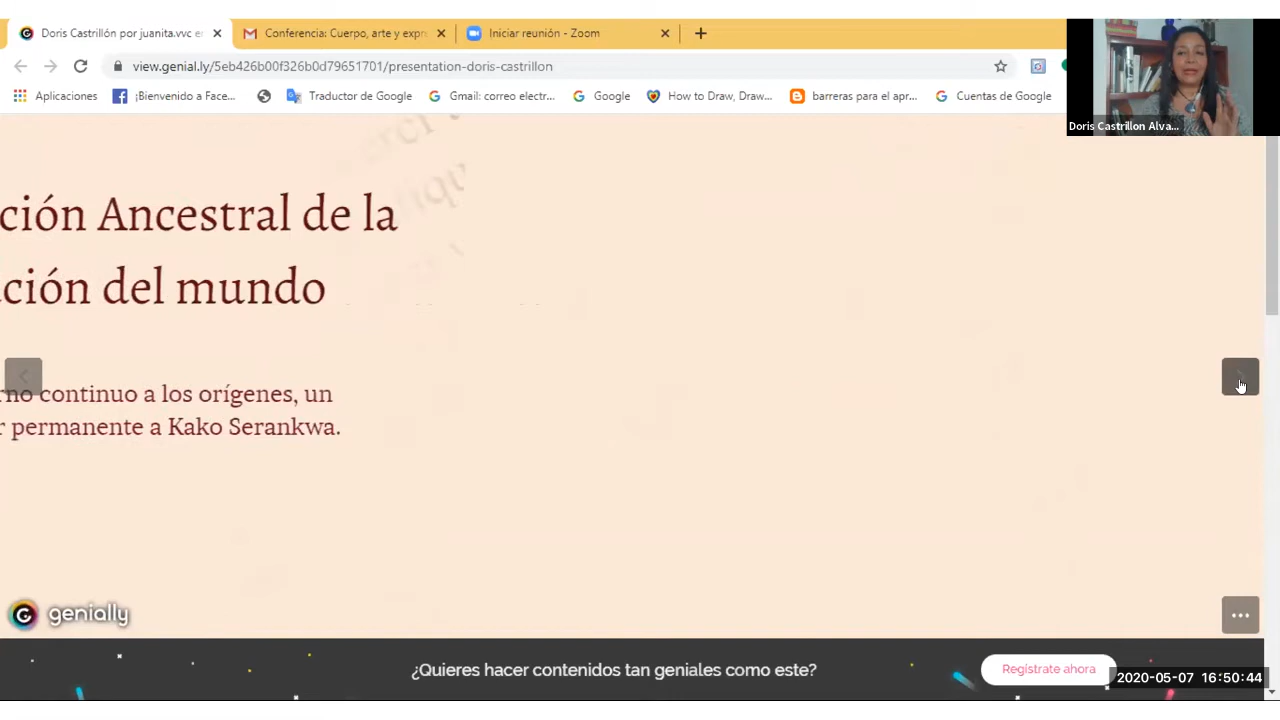 Doris Castrillón por juanita.vvc e
Conferencia: Cuerpo, arte y expr
Iniciar reunión - Zoom
view.genial.ly/5eb426b00f326b0d79651701/presentation-doris-castrillon
Aplicaciones
¡Bienvenido a Face...
Traductor de Google
Gmail: correo electr...
Google
How to Draw, Draw...
barreras para el apr...
Cuentas de Google
Doris Castrillon Alva...
ción Ancestral de la
ción del mundo
rno continuo a los orígenes, un
r permanente a Kako Serankwa.
genially
¿Quieres hacer contenidos tan geniales como este?
Regístrate ahora
2020-05-07 16:50:44